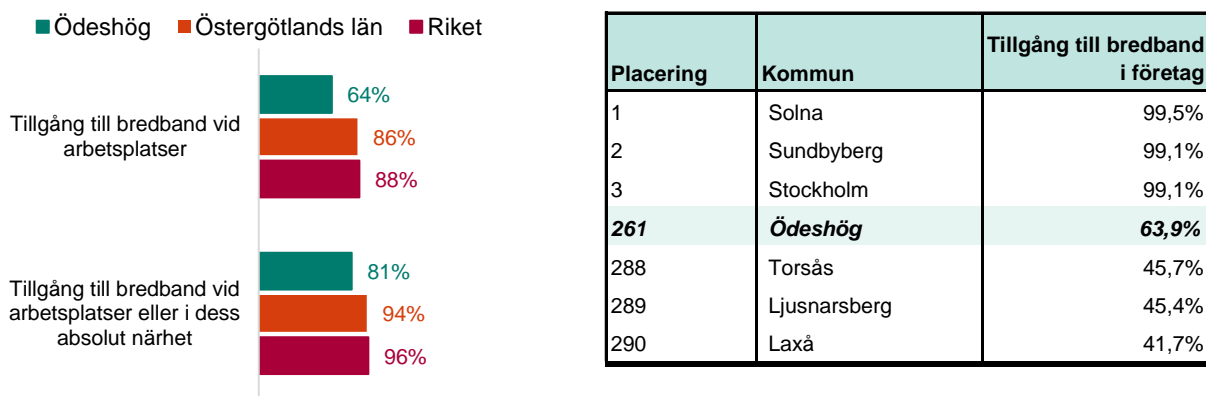 Ödeshög Östergötlands län Riket
Tillgång till bredband vid
arbetsplatser
64%
86%
88%
Tillgång till bredband vid
arbetsplatser eller i dess
absolut närhet
81%
94%
96%
Placering Kommun Tillgång till bredband
i företag
1 Solna 99,5%
2 Sundbyberg 99,1%
3 Stockholm 99,1%
261 Ödeshög 63,9%
288 Torsås 45,7%
289 Ljusnarsberg 45,4%
290 Laxå 41,7%